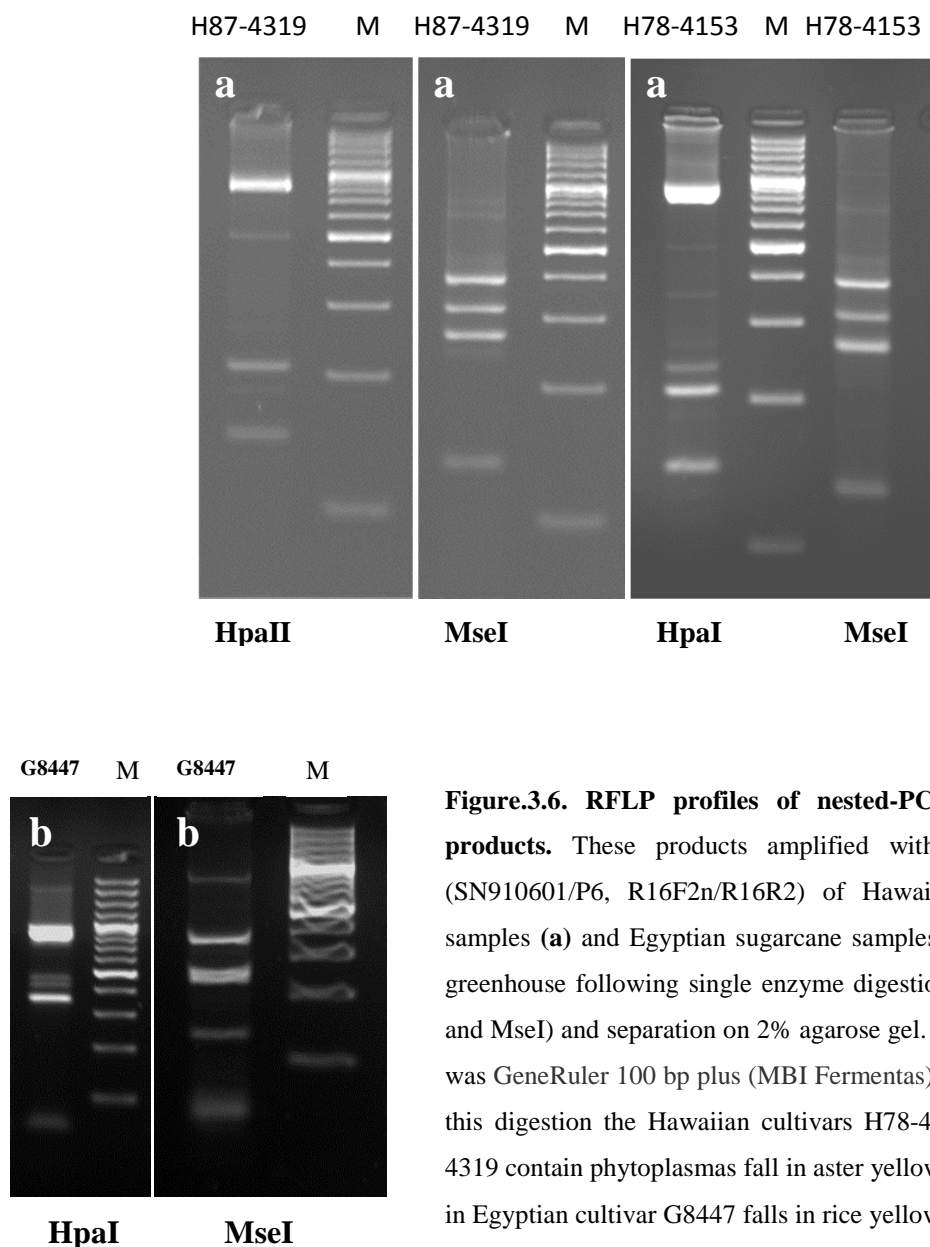 H87-4319 M H87-4319 M H78-4153 M H78-4153
a a a
HpaII MseI HpaI MseI
G8447 M G8447 M
b b
HpaI MseI
Figure.3.6. RFLP profiles of nested-PC
products. These products amplified with
(SN910601/P6, R16F2n/R16R2) of Hawaii
samples (a) and Egyptian sugarcane samples
greenhouse following single enzyme digestio
and MseI) and separation on 2% agarose gel.
was GeneRuler 100 bp plus (MBI Fermentas)
this digestion the Hawaiian cultivars H78-4
4319 contain phytoplasmas fall in aster yellow
in Egyptian cultivar G8447 falls in rice yellow